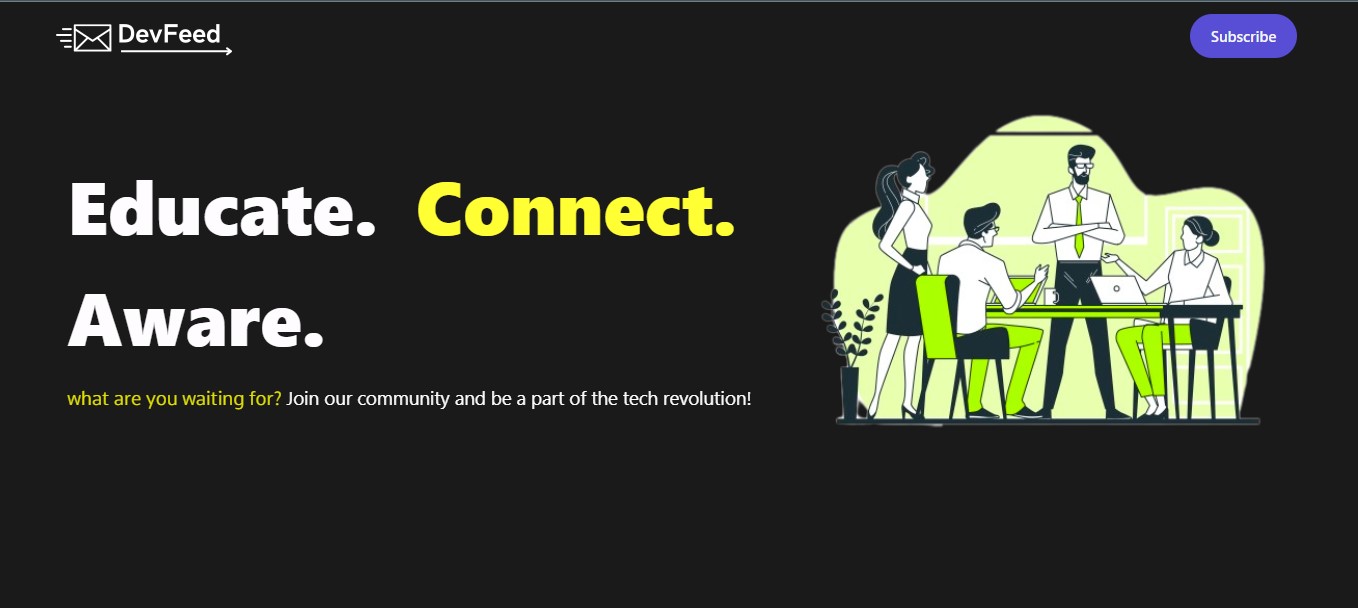 DevFeed
Subscribe
Educate. Connect.
Aware.
what are you waiting for? Join our community and be a part of the tech revolution!